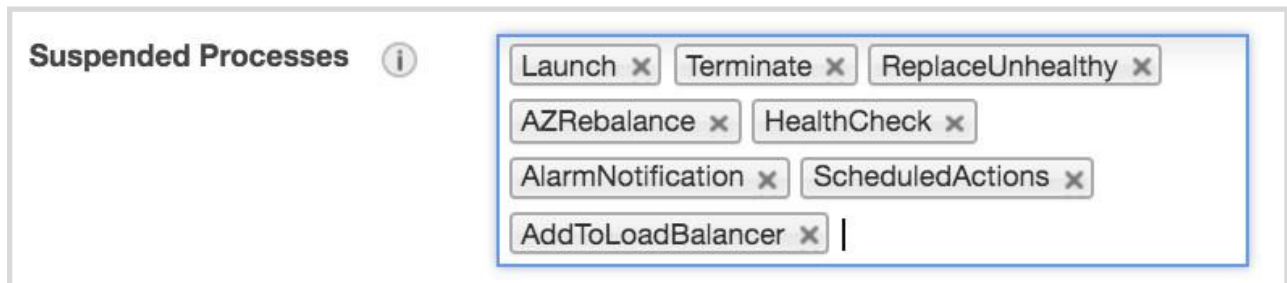 Suspended Processes i Launch × Terminate × ReplaceUnhealthy ×
AZRebalance × HealthCheck ×
AlarmNotification × ScheduledActions ×
AddToLoadBalancer ×